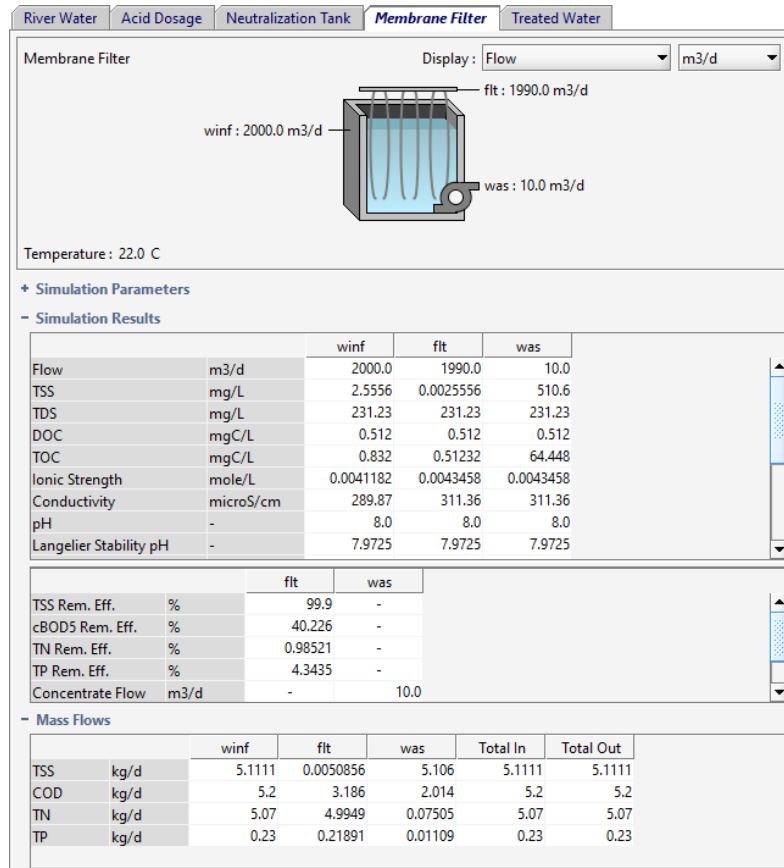 River Water Acid Dosage Neutralization Tank Membrane Filter Treated Water
Membrane Filter Display : Flow m3/d
flt : 1990.0 m3/d
winf : 2000.0 m3/d
was : 10.0 m3/d
Temperature : 22.0 C
+ Simulation Parameters
- Simulation Results
winf flt was
Flow m3/d 2000.0 1990.0 10.0
TSS mg/L 2.5556 0.0025556 510.6
TDS mg/L 231.23 231.23 231.23
DOC mgC/L 0.512 0.512 0.512
TOC mgC/L 0.832 0.51232 64.448
Ionic Strength mole/L 0.0041182 0.0043458 0.0043458
Conductivity microS/cm 289.87 311.36 311.36
pH - 8.0 8.0 8.0
Langelier Stability pH - 7.9725 7.9725 7.9725
flt was
TSS Rem. Eff. % 99.9 -
cBOD5 Rem. Eff. % 40.226 -
TN Rem. Eff. % 0.98521 -
TP Rem. Eff. % 4.3435 -
Concentrate Flow m3/d - 10.0
- Mass Flows
winf flt was Total In Total Out
TSS kg/d 5.1111 0.0050856 5.106 5.1111 5.1111
COD kg/d 5.2 3.186 2.014 5.2 5.2
TN kg/d 5.07 4.9949 0.07505 5.07 5.07
TP kg/d 0.23 0.21891 0.01109 0.23 0.23